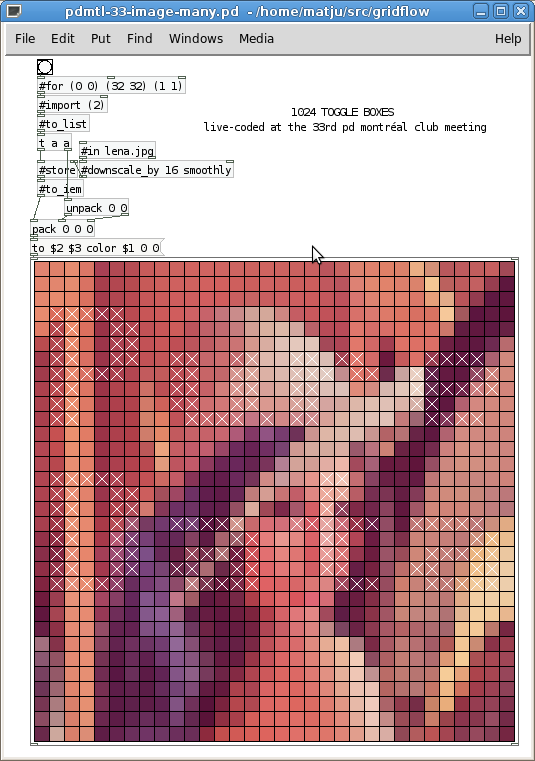 pdmtl-33-image-many.pd - /home/matju/src/gridflow
File Edit Put Find Windows Media Help
#for (0 0) (32 32) (1 1)
#import (2)
1024 TOGGLE BOXES
#to_list
live-coded at the 33rd pd montréal club meeting
t a a
#in lena.jpg
#store
#downscale_by 16 smoothly
#to_iem
unpack 0 0
pack 0 0 0
to $2 $3 color $1 0 0
Pure
Data